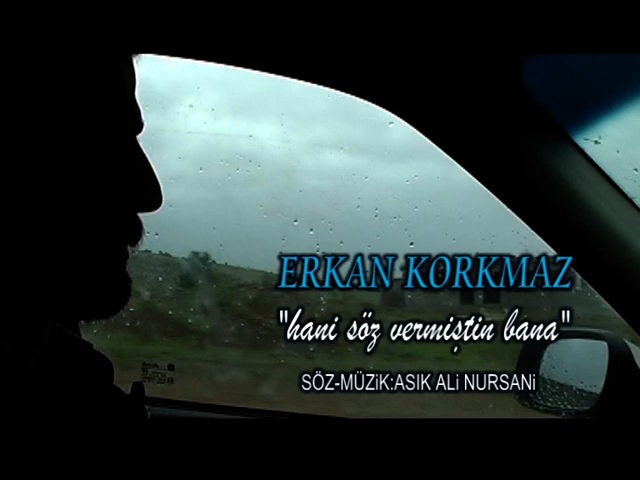 ERKAN KORKMAZ
"hani söz vermiştin bana"
SÖZ-MÜZiK:ASIK ALi NURSANi